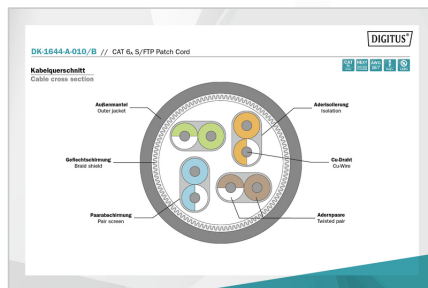 DIGITUS®
DK-1644-A-010/B // CAT 6A S/FTP Patch Cord
Kabelquerschnitt
Cable cross section
Außenmantel
Outer jacket
Aderisolierung
Isolation
Geflechtschirmung
Braid shield
Cu-Draht
Cu-Wire
Paarabschirmung
Pair screen
Adernpaare
Twisted pair